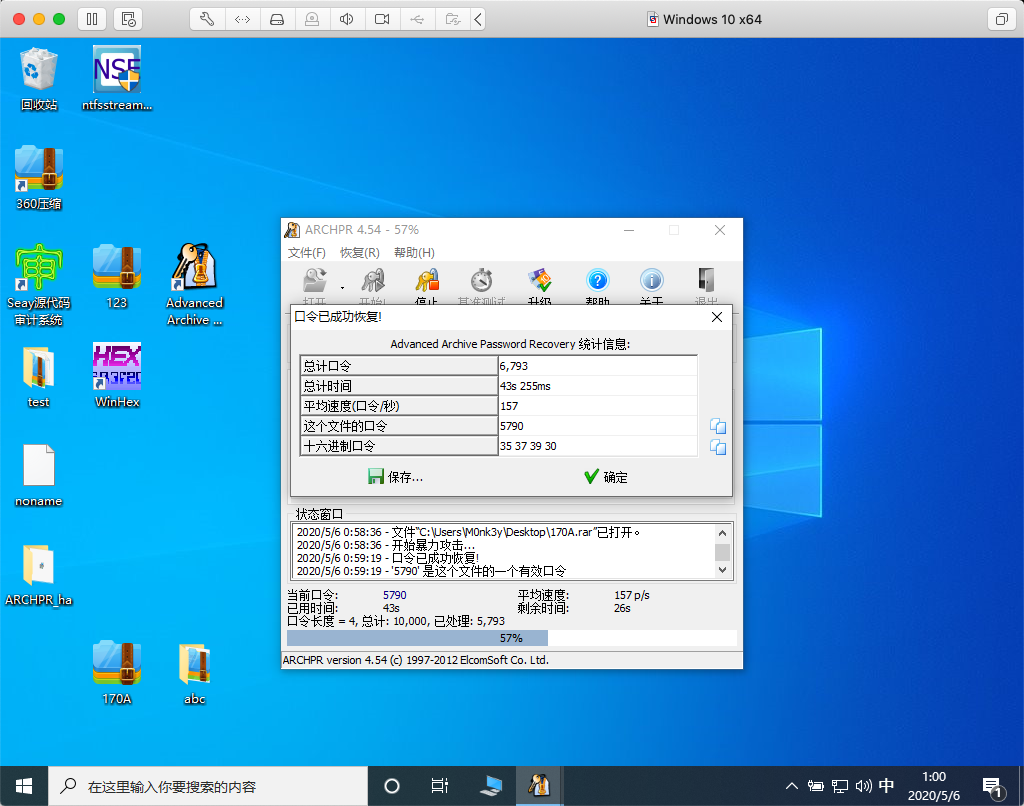 Windows 10 x64
回收站
ntfsstream...
360压缩
Seay源代码
审计系统
123
Advanced
Archive ...
test
WinHex
noname
ARCHPR_ha
170A
abc
ARCHPR 4.54 - 57%
文件(F) 恢复(R) 帮助(H)
打开 开始! 停止 基准测试 升级 帮助 关于 退出
口令已成功恢复!
Advanced Archive Password Recovery 统计信息:
总计口令 6,793
总计时间 43s 255ms
平均速度(口令/秒) 157
这个文件的口令 5790
十六进制口令 35 37 39 30
保存... 确定
状态窗口
2020/5/6 0:58:36 - 文件"C:\Users\M0nk3y\Desktop\170A.rar"已打开。
2020/5/6 0:58:36 - 开始暴力攻击...
2020/5/6 0:59:19 - 口令已成功恢复!
2020/5/6 0:59:19 - '5790' 是这个文件的一个有效口令
当前口令: 5790 平均速度: 157 p/s
已用时间: 43s 剩余时间: 26s
口令长度 = 4, 总计: 10,000, 已处理: 5,793
57%
ARCHPR version 4.54 (c) 1997-2012 ElcomSoft Co. Ltd.
在这里输入你要搜索的内容
中
1:00
2020/5/6
1